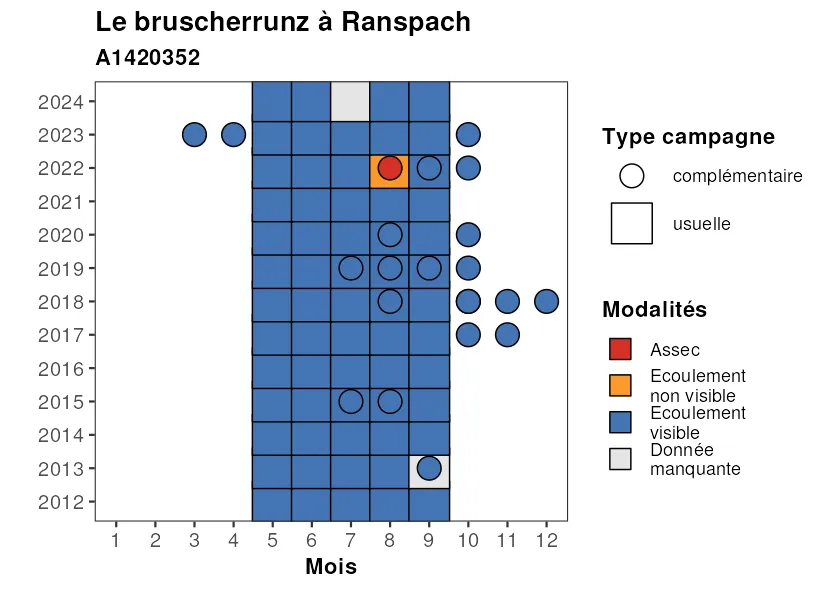 Le bruscherrunz à Ranspach
A1420352
2024
2023
2022
2021
2020
2019
2018
2017
2016
2015
2014
2013
2012
1 2 3 4 5 6 7 8 9 10 11 12
Mois
Type campagne
complémentaire
usuelle
Modalités
Assec
Ecoulement
non visible
Ecoulement
visible
Donnée
manquante